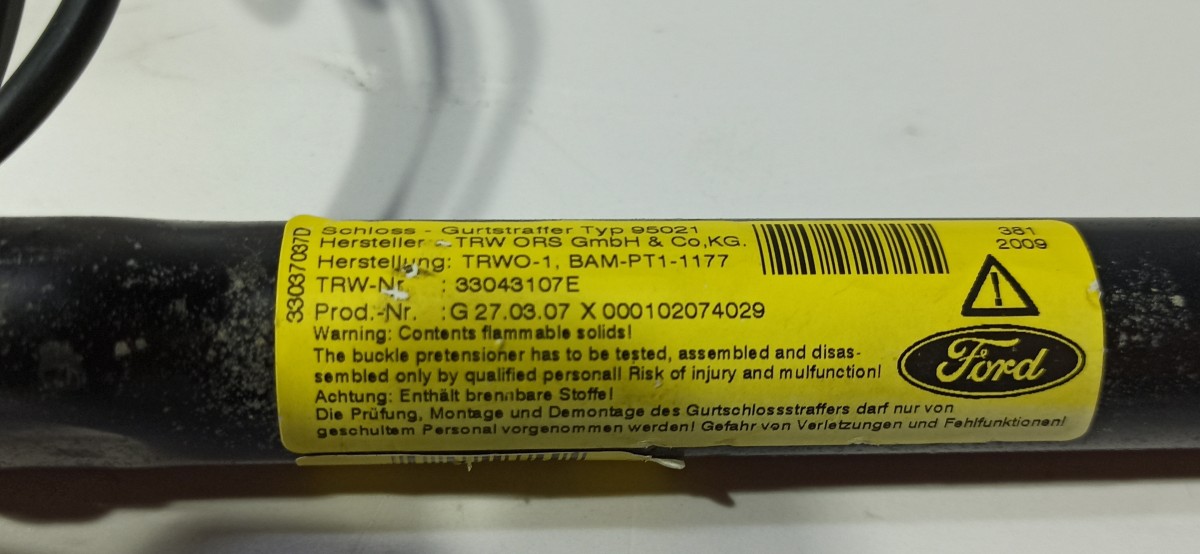 33037037D
Schloss - Gurtstraffer Typ 95021
Hersteller - TRW ORS GmbH & Co,KG.
Herstellung: TRWO-1, BAM-PT1-1177
TRW-Nr. : 33043107E
Prod.-Nr. :G 27.03.07 X 000102074029
381
2009
Warning: Contents flammable solids!
The buckle pretensioner has to be tested, assembled and disas-
sembled only by qualified personal! Risk of injury and mulfunction!
Achtung: Enthält brennbare Stoffe!
Die Prüfung, Montage und Demontage des Gurtschlossstraffers darf nur von
geschultem Personal vorgenommen werden! Gefahr von Verletzungen und Fehlfunktionen!
Ford